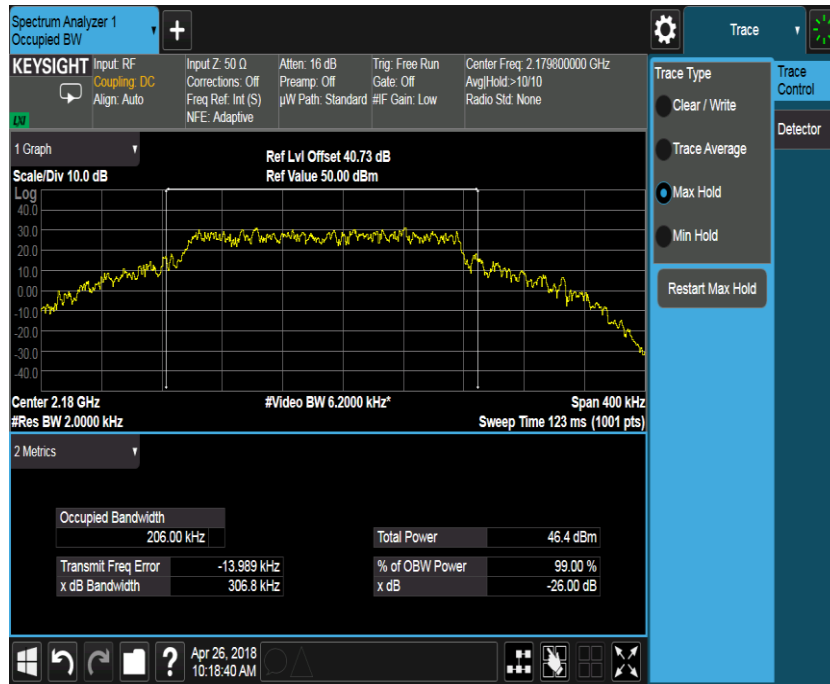 Spectrum Analyzer 1
Occupied BW
+
Trace
KEYSIGHT
Input: RF
Coupling: DC
Align: Auto
Input Z: 50 Ω
Corrections: Off
Freq Ref: Int (S)
NFE: Adaptive
Atten: 16 dB
Preamp: Off
µW Path: Standard
Trig: Free Run
Gate: Off
#IF Gain: Low
Center Freq: 2.179800000 GHz
Avg|Hold:>10/10
Radio Std: None
LXI
Trace Type
Clear / Write
Trace Average
Max Hold
Min Hold
Restart Max Hold
Trace
Control
Detector
1 Graph
Scale/Div 10.0 dB
Ref Lvl Offset 40.73 dB
Ref Value 50.00 dBm
Log
40.0
30.0
20.0
10.0
0.00
-10.0
-20.0
-30.0
-40.0
Center 2.18 GHz
#Video BW 6.2000 kHz*
Span 400 kHz
#Res BW 2.0000 kHz
Sweep Time 123 ms (1001 pts)
2 Metrics
Occupied Bandwidth
206.00 kHz
Total Power 46.4 dBm
Transmit Freq Error -13.989 kHz
% of OBW Power 99.00 %
x dB Bandwidth 306.8 kHz
x dB -26.00 dB
?
Apr 26, 2018
10:18:40 AM